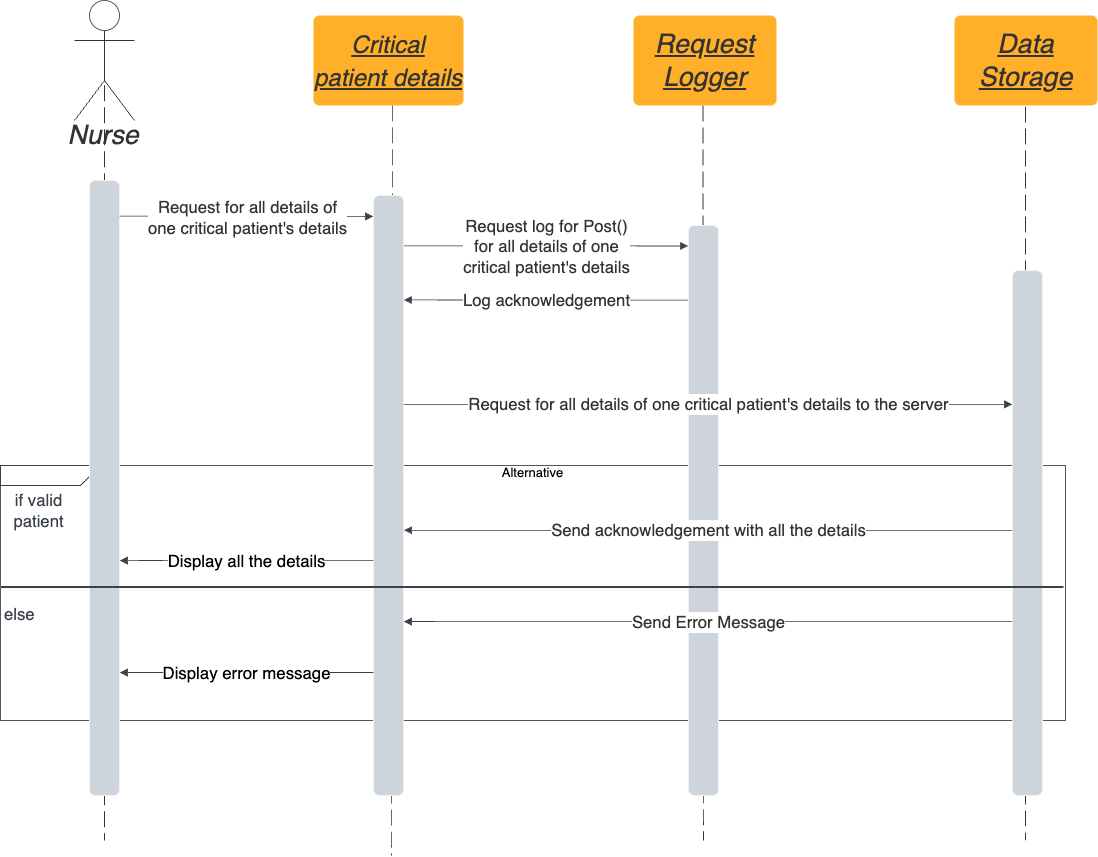 Critical
patient details
Request
Logger
Data
Storage
Nurse
Request for all details of
one critical patient's details
Request log for Post()
for all details of one
critical patient's details
Log acknowledgement
Request for all details of one critical patient's details to the server
Alternative
if valid
patient
Send acknowledgement with all the details
Display all the details
else
Send Error Message
Display error message